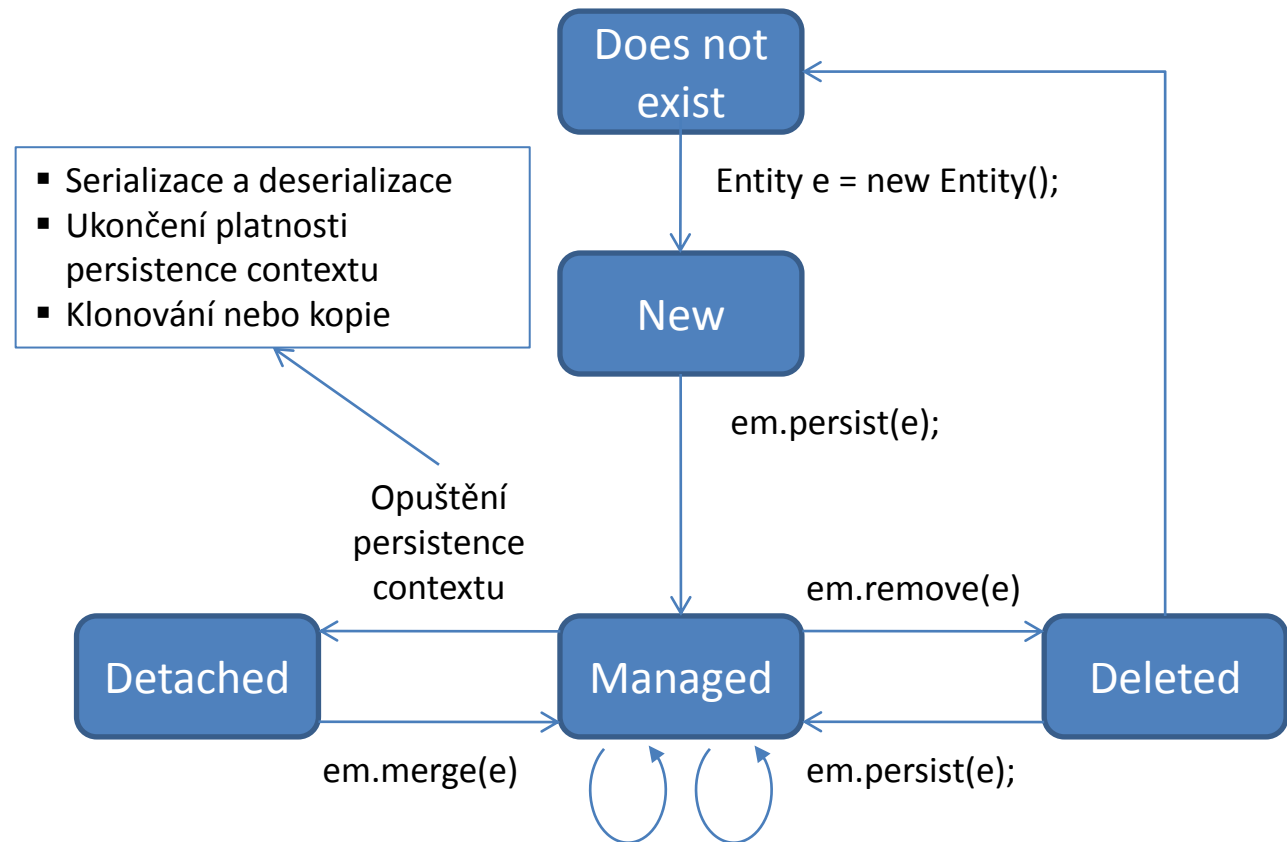 Does not
exist
▪ Serializace a deserializace
▪ Ukončení platnosti
persistence contextu
▪ Klonování nebo kopie
Entity e = new Entity();
New
em.persist(e);
Opuštění
persistence
contextu
em.remove(e)
Detached
Managed
Deleted
em.merge(e)
em.persist(e);